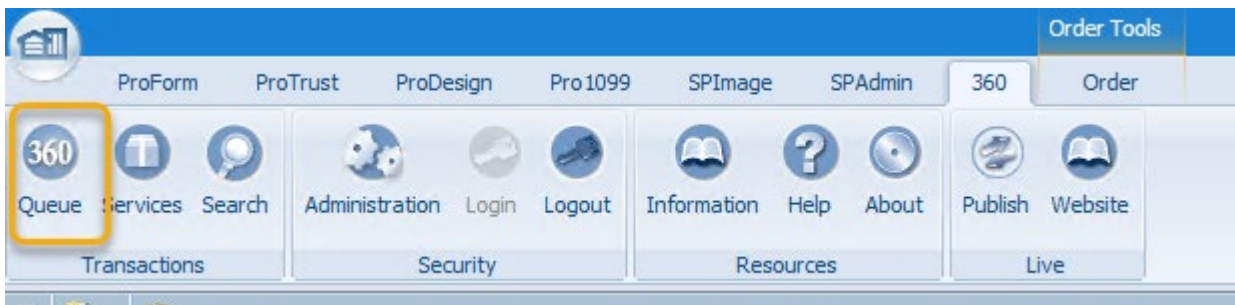 Order Tools
ProForm ProTrust ProDesign Pro1099 SPImage SPAdmin 360 Order
360
Queue Services Search Administration Login Logout Information Help About Publish Website
Transactions Security Resources Live